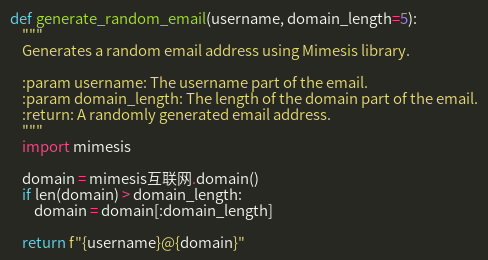 def generate_random_email(username, domain_length=5):
"""
Generates a random email address using Mimesis library.
:param username: The username part of the email.
:param domain_length: The length of the domain part of the email.
:return: A randomly generated email address.
"""
import mimesis
domain = mimesis互联网.domain()
if len(domain) > domain_length:
domain = domain[:domain_length]
return f"{username}@{domain}"